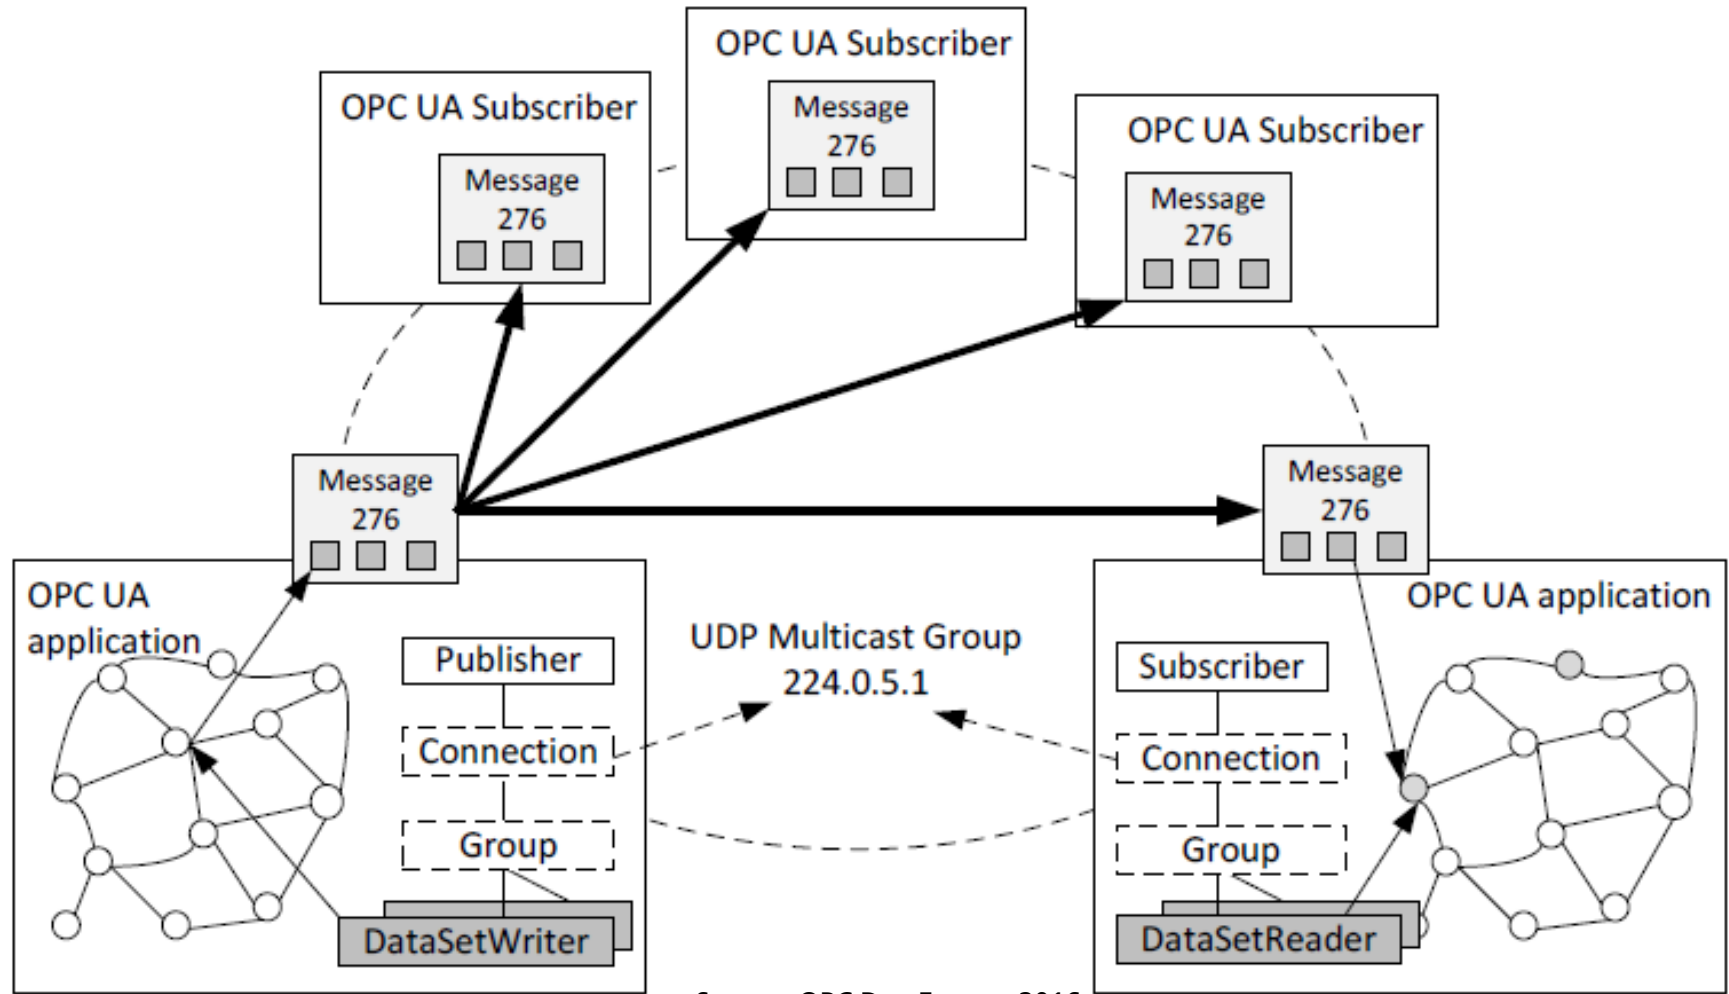 OPC UA Subscriber
Message
276
OPC UA Subscriber
Message
276
OPC UA Subscriber
Message
276
Message
276
Message
276
OPC UA
application
Publisher
Connection
Group
DataSetWriter
UDP Multicast Group
224.0.5.1
OPC UA application
Subscriber
Connection
Group
DataSetReader